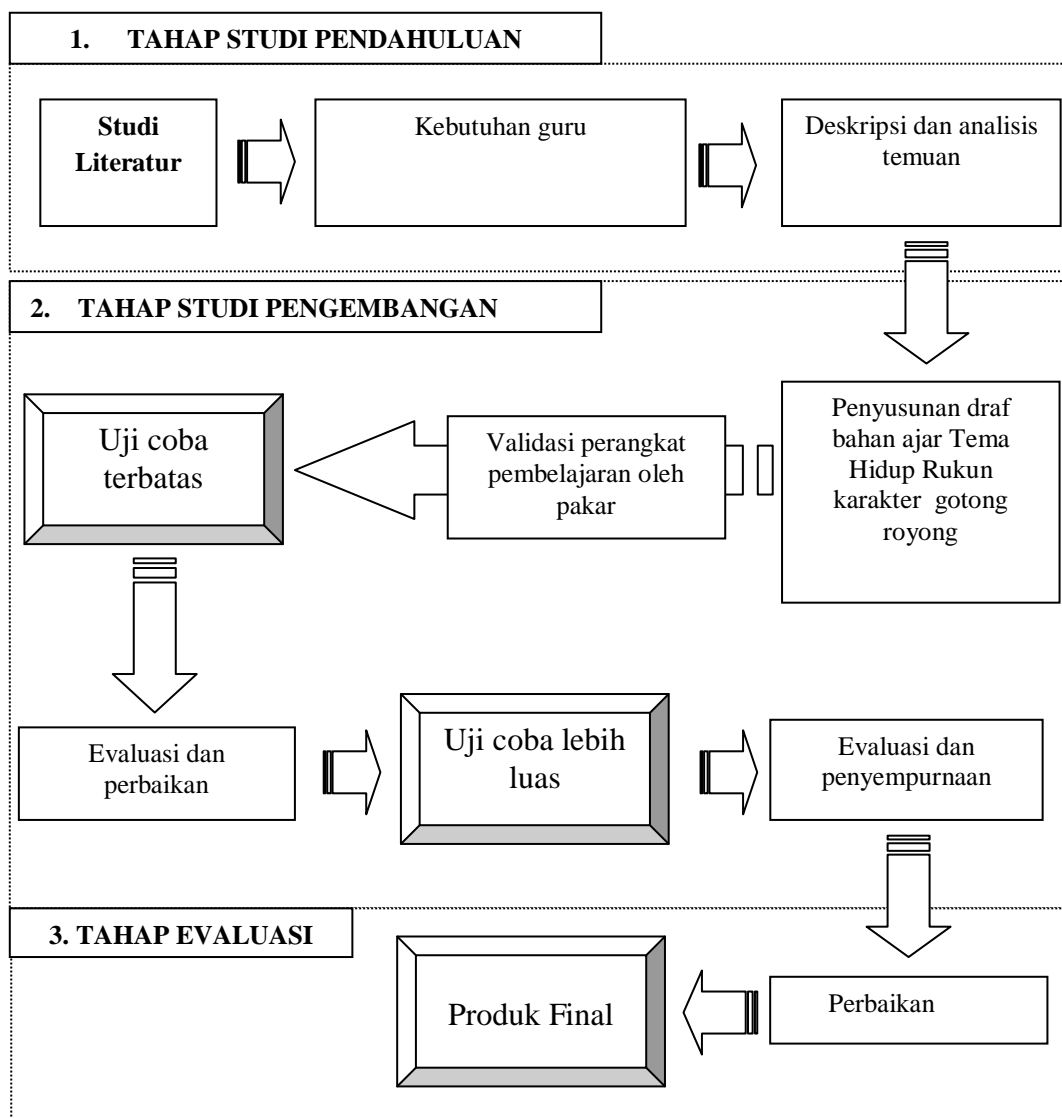 1. TAHAP STUDI PENDAHULUAN
Studi
Literatur
Kebutuhan guru
Deskripsi dan analisis
temuan
2. TAHAP STUDI PENGEMBANGAN
Penyusunan draf
bahan ajar Tema
Hidup Rukun
karakter gotong
royong
Validasi perangkat
pembelajaran oleh
pakar
Uji coba
terbatas
Evaluasi dan
perbaikan
Uji coba lebih
luas
Evaluasi dan
penyempurnaan
3. TAHAP EVALUASI
Perbaikan
Produk Final